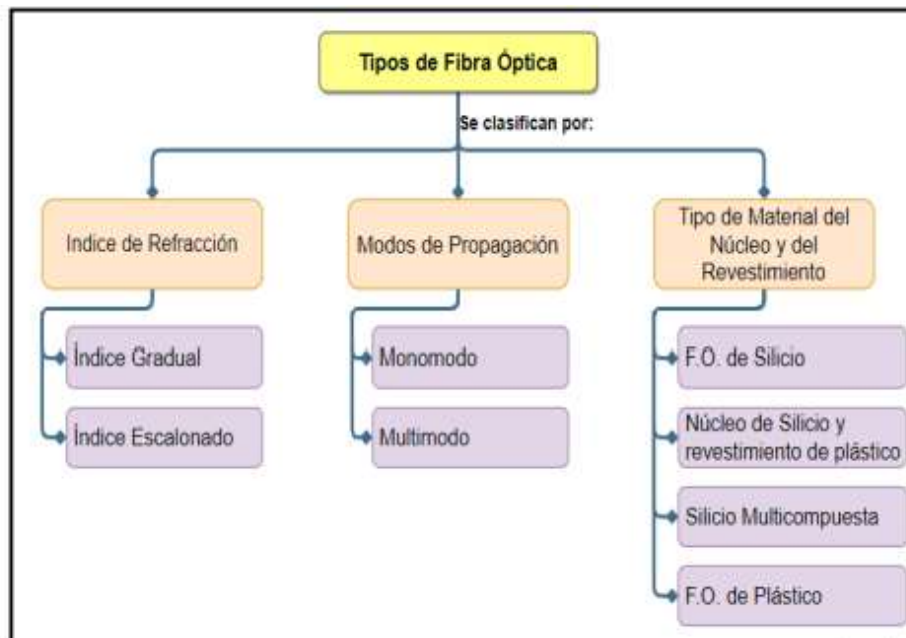 Tipos de Fibra Óptica
Se clasifican por:
Indice de Refracción
Índice Gradual
Índice Escalonado
Modos de Propagación
Monomodo
Multimodo
Tipo de Material del
Núcleo y del
Revestimiento
F.O. de Silicio
Núcleo de Silicio y
revestimiento de plástico
Silicio Multicompuesta
F.O. de Plástico